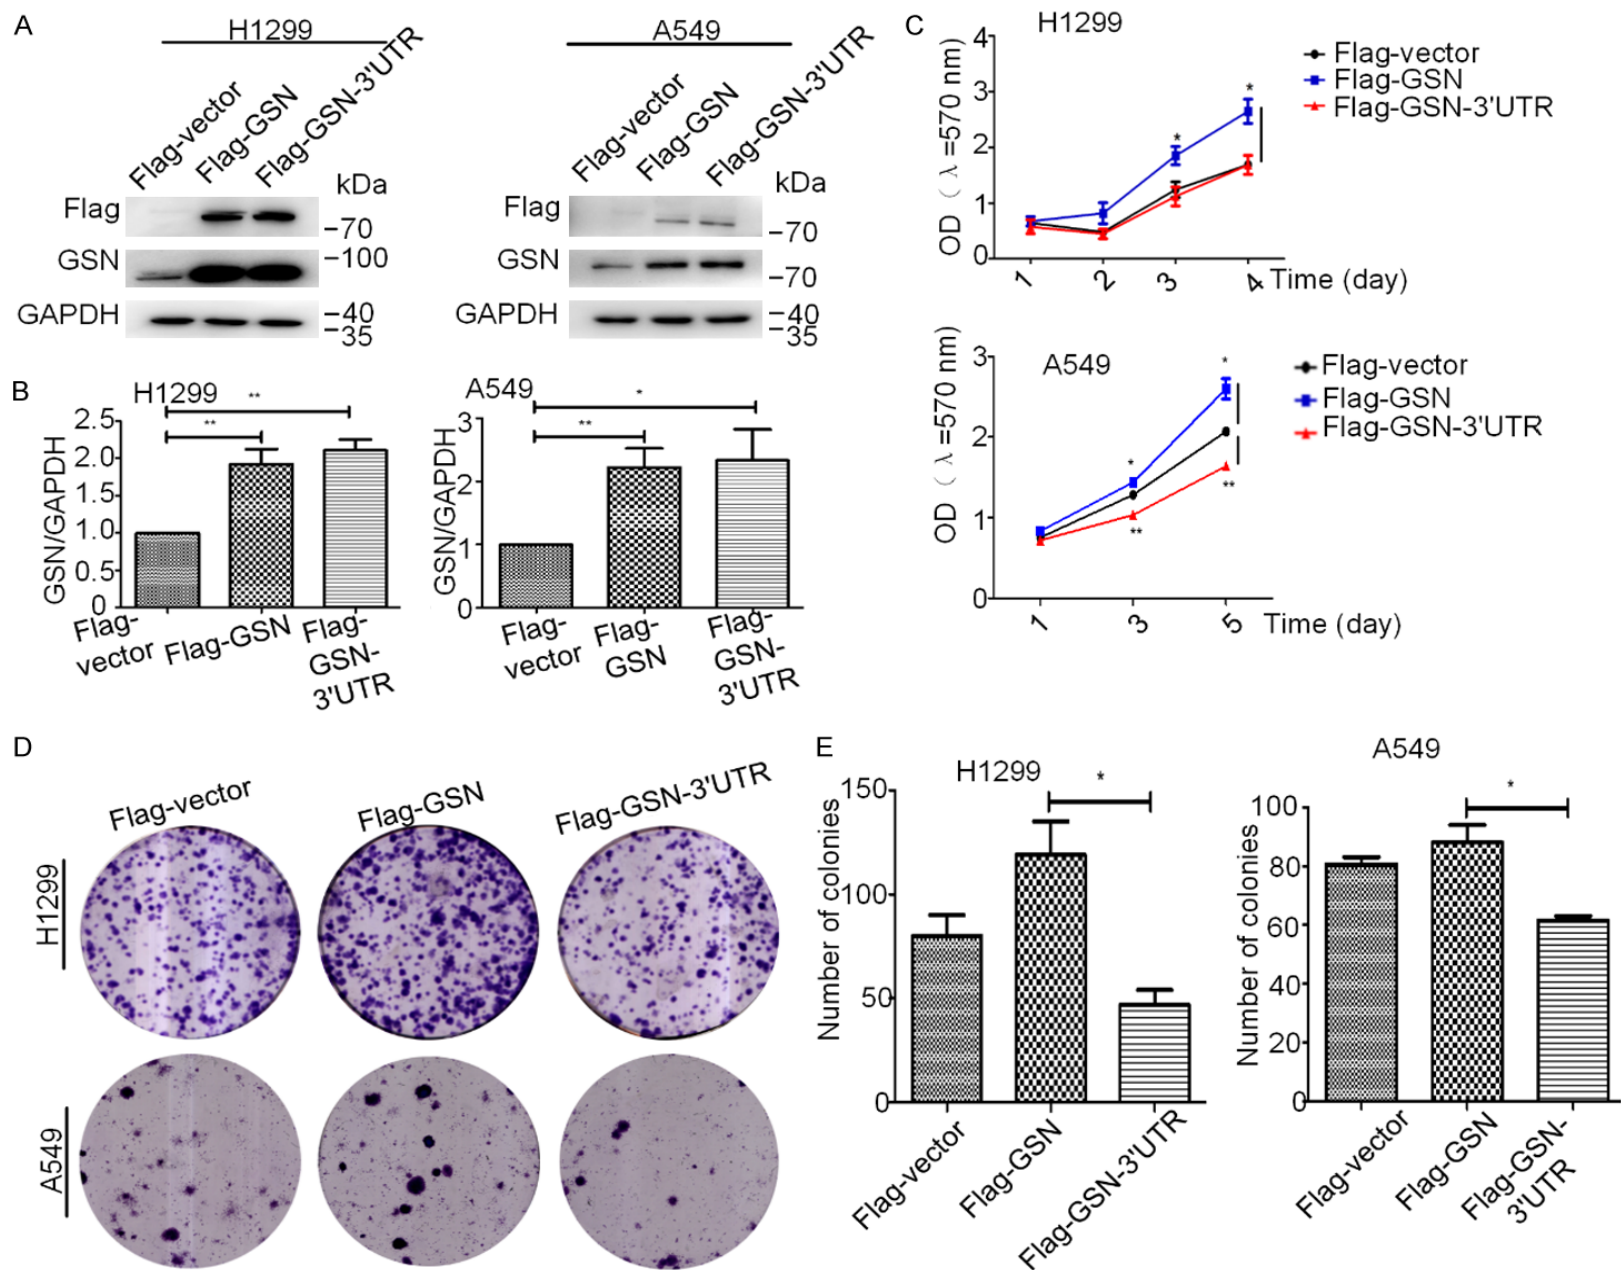 A
H1299
Flag-vector
Flag-GSN
Flag-GSN-3'UTR
kDa
Flag
–70
GSN
–100
GAPDH
–40
–35
A549
Flag-vector
Flag-GSN
Flag-GSN-3'UTR
kDa
Flag
–70
GSN
–70
GAPDH
–40
–35
B
H1299
**
**
GSN/GAPDH
2.5
2.0
1.5
1.0
0.5
0
Flag-
vector
Flag-GSN
Flag-
GSN-
3'UTR
A549
*
**
GSN/GAPDH
3
2
1
0
Flag-
vector
Flag-
GSN
Flag-
GSN-
3'UTR
C
H1299
OD ( λ =570 nm)
4
3
2
1
0
*
*
1 2 3 4 Time (day)
Flag-vector
Flag-GSN
Flag-GSN-3'UTR
A549
OD ( λ =570 nm)
3
2
1
0
*
*
**
**
1 3 5 Time (day)
Flag-vector
Flag-GSN
Flag-GSN-3'UTR
D
Flag-vector
Flag-GSN
Flag-GSN-3'UTR
H1299
A549
E
H1299
*
Number of colonies
150
100
50
0
Flag-vector
Flag-GSN
Flag-GSN-3'UTR
A549
*
Number of colonies
100
80
60
40
20
0
Flag-vector
Flag-GSN
Flag-GSN-
3'UTR